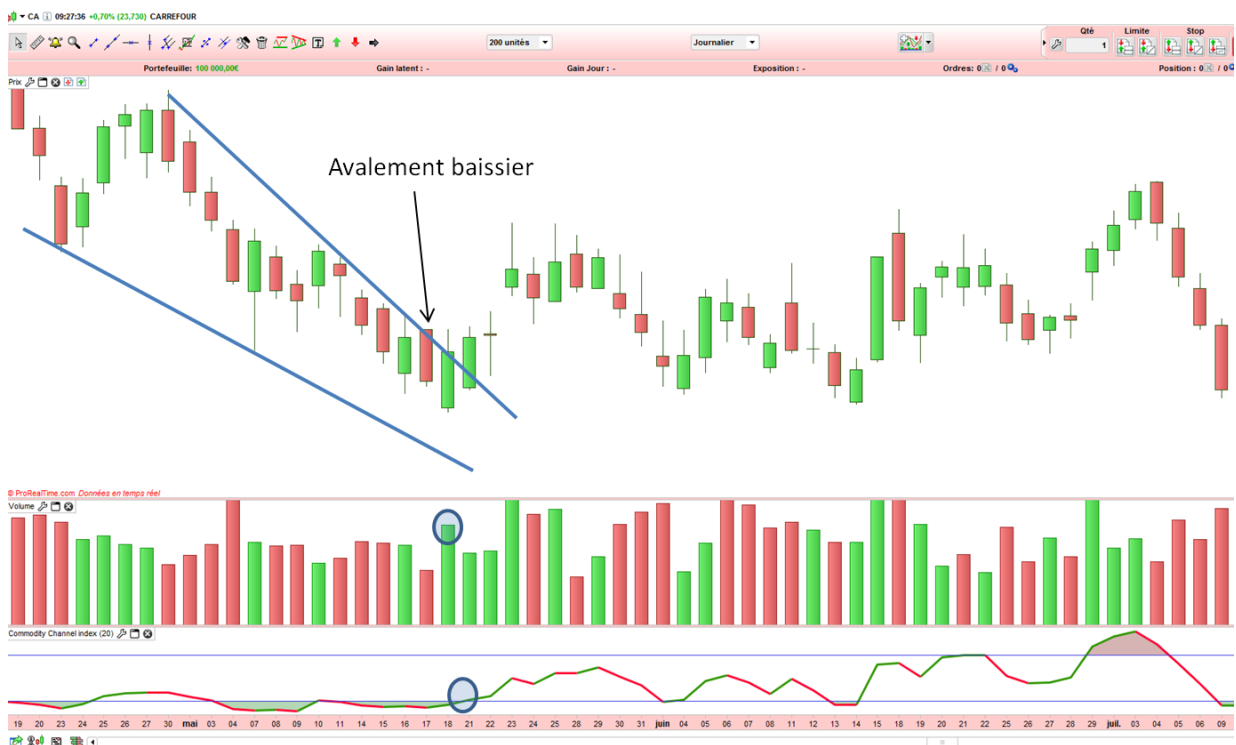 CA 09:27:36 +0,70% (23,730) CARREFOUR
Qté Limite Stop
200 unités Journalier 1
Portefeuille: 100 000,00€ Gain latent : - Gain Jour : - Exposition : - Ordres: 0 / 0 Position : 0 / 0
Prix
Avalement baissier
© ProRealTime.com Données en temps réel
Volume
Commodity Channel index (20)
19 20 23 24 25 26 27 30 mai 03 04 07 08 09 10 11 14 15 16 17 18 21 22 23 24 25 28 29 30 31 juin 04 05 06 07 08 11 12 13 14 15 18 19 20 21 22 25 26 27 28 29 juil. 03 04 05 06 09